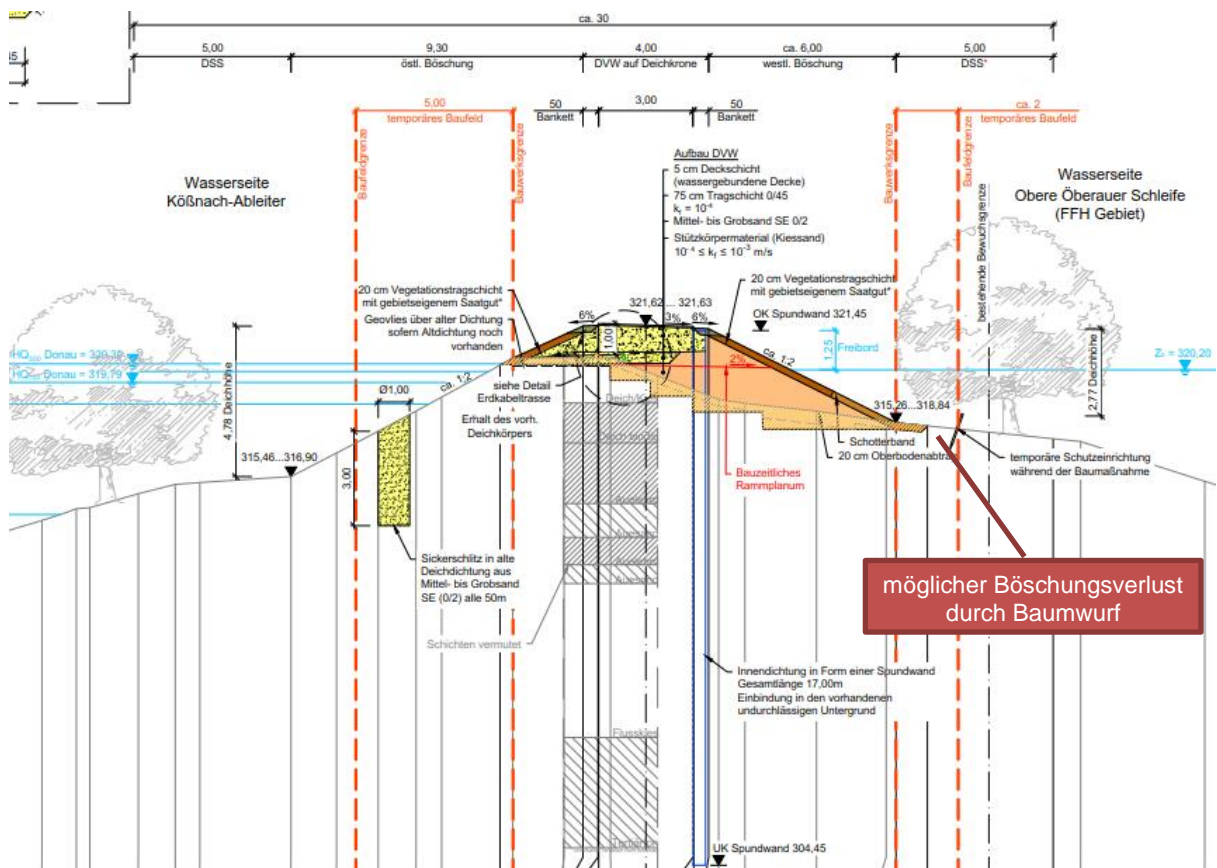 ca. 30
5,00
9,30
4,00
ca. 6,00
5,00
DSS
östl. Böschung
DVW auf Deichkrone
westl. Böschung
DSS*
5,00
temporäres Baufeld
50
Bankett
3,00
50
Bankett
ca. 2
temporäres Baufeld
Baufeldgrenze
Bauwerksgrenze
Bauwerksgrenze
Baufeldgrenze
bestehende Bewuchsgrenze
Wasserseite
Kößnach-Ableiter
Wasserseite
Obere Öberauer Schleife
(FFH Gebiet)
Aufbau DVW
5 cm Deckschicht
(wassergebundene Decke)
75 cm Tragschicht 0/45
kf = 10⁻⁴
Mittel- bis Grobsand SE 0/2
Stützkörpermaterial (Kiessand)
10⁻⁴ ≤ kf ≤ 10⁻³ m/s
20 cm Vegetationstragschicht
mit gebietseigenem Saatgut*
Geovlies über alter Dichtung
sofern Altdichtung noch
vorhanden
20 cm Vegetationstragschicht
mit gebietseigenem Saatgut*
321,62 ... 321,63
OK Spundwand 321,45
6%
3%
6%
1,00
2%
ca. 1:2
ca. 1:2
1,25
Freibord
Donau = 319,79
4,78 Deichhöhe
2,77 Deichhöhe
Ø1,00
3,00
315,46...316,90
315,26...318,84
siehe Detail
Erdkabeltrasse
Erhalt des vorh.
Deichkörpers
Schotterband
20 cm Oberbodenabtrag
Bauzeitliches
Rammplanum
temporäre Schutzeinrichtung
während der Baumaßnahme
möglicher Böschungsverlust
durch Baumwurf
Sickerschlitz in alte
Deichdichtung aus
Mittel- bis Grobsand
SE (0/2) alle 50m
Schichten vermutet
Innendichtung in Form einer Spundwand
Gesamtlänge 17,00m
Einbindung in den vorhandenen
undurchlässigen Untergrund
Flusskies
UK Spundwand 304,45